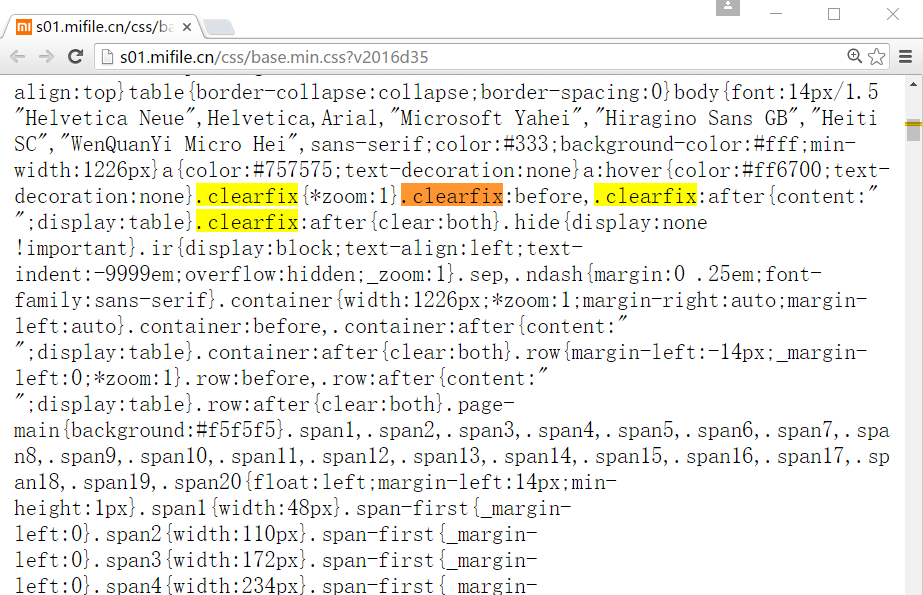 s01.mifile.cn/css/ba
s01.mifile.cn/css/base.min.css?v2016d35
align:top}table{border-collapse:collapse;border-spacing:0}body{font:14px/1.5
"Helvetica Neue",Helvetica,Arial,"Microsoft Yahei","Hiragino Sans GB","Heiti
SC","WenQuanYi Micro Hei",sans-serif;color:#333;background-color:#fff;min-
width:1226px}a{color:#757575;text-decoration:none}a:hover{color:#ff6700;text-
decoration:none}.clearfix{*zoom:1}.clearfix:before,.clearfix:after{content:"
";display:table}.clearfix:after{clear:both}.hide{display:none
!important}.ir{display:block;text-align:left;text-
indent:-9999em;overflow:hidden;_zoom:1}.sep,.ndash{margin:0 .25em;font-
family:sans-serif}.container{width:1226px;*zoom:1;margin-right:auto;margin-
left:auto}.container:before,.container:after{content:"
";display:table}.container:after{clear:both}.row{margin-left:-14px;_margin-
left:0;*zoom:1}.row:before,.row:after{content:"
";display:table}.row:after{clear:both}.page-
main{background:#f5f5f5}.span1,.span2,.span3,.span4,.span5,.span6,.span7,.spa
n8,.span9,.span10,.span11,.span12,.span13,.span14,.span15,.span16,.span17,.sp
an18,.span19,.span20{float:left;margin-left:14px;min-
height:1px}.span1{width:48px}.span-first{_margin-
left:0}.span2{width:110px}.span-first{_margin-
left:0}.span3{width:172px}.span-first{_margin-
left:0}.span4{width:234px}.span-first{_margin-